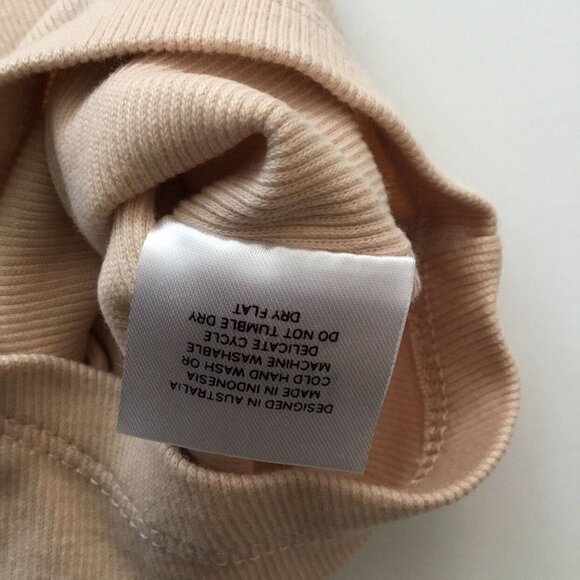 DESIGNED IN AUSTRALIA
MADE IN INDONESIA
COLD HAND WASH OR
MACHINE WASHABLE
DELICATE CYCLE
DO NOT TUMBLE DRY
DRY FLAT